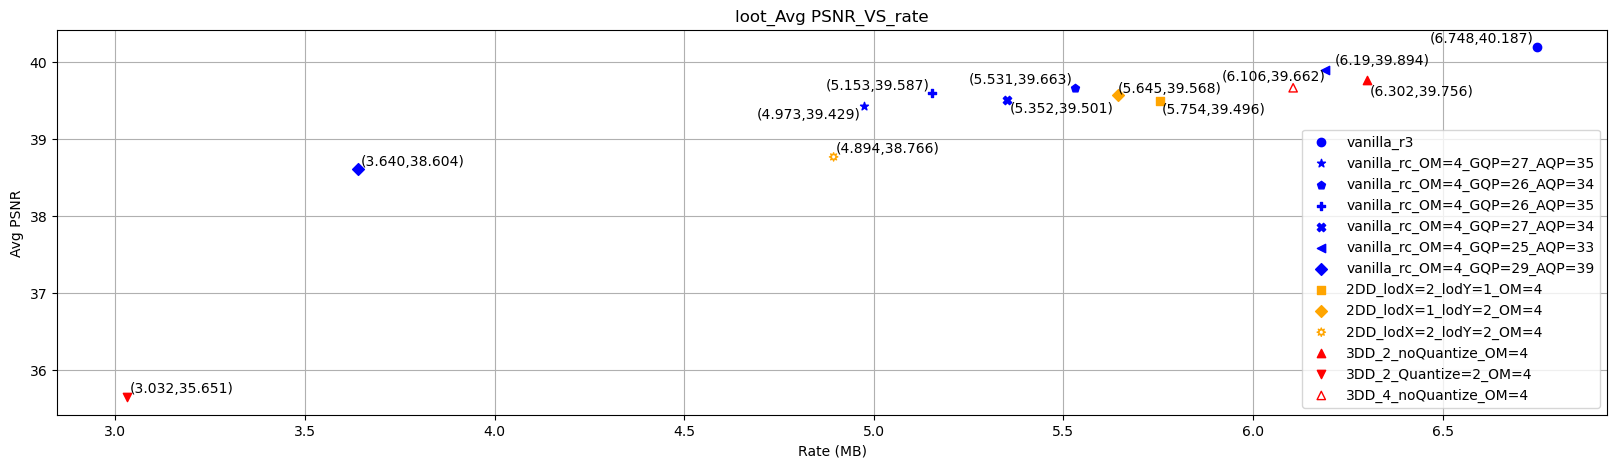 loot_Avg PSNR_VS_rate
(6.748,40.187)
(6.19,39.894)
(6.106,39.662)
(5.531,39.663)
(5.153,39.587)
(5.645,39.568)
(6.302,39.756)
(5.352,39.501)
(5.754,39.496)
(4.973,39.429)
(4.894,38.766)
(3.640,38.604)
(3.032,35.651)
40
39
38
37
36
Avg PSNR
vanilla_r3
vanilla_rc_OM=4_GQP=27_AQP=35
vanilla_rc_OM=4_GQP=26_AQP=34
vanilla_rc_OM=4_GQP=26_AQP=35
vanilla_rc_OM=4_GQP=27_AQP=34
vanilla_rc_OM=4_GQP=25_AQP=33
vanilla_rc_OM=4_GQP=29_AQP=39
2DD_lodX=2_lodY=1_OM=4
2DD_lodX=1_lodY=2_OM=4
2DD_lodX=2_lodY=2_OM=4
3DD_2_noQuantize_OM=4
3DD_2_Quantize=2_OM=4
3DD_4_noQuantize_OM=4
3.0 3.5 4.0 4.5 5.0 5.5 6.0 6.5
Rate (MB)